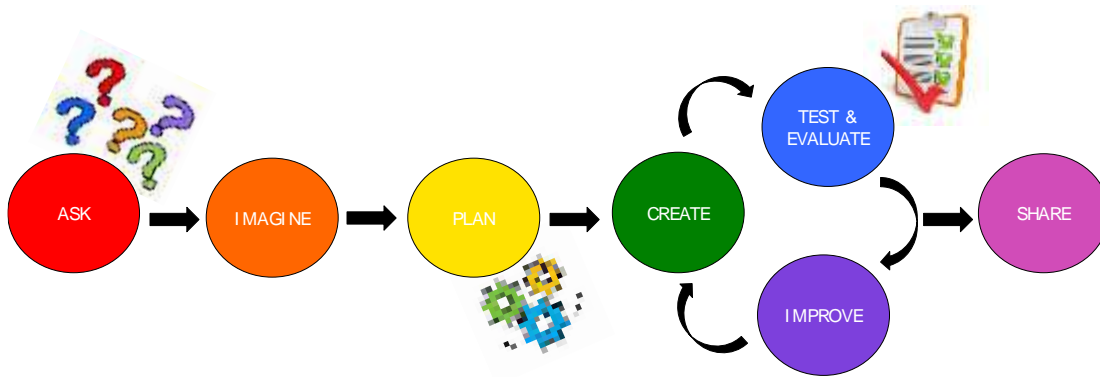 ASK
IMAGINE
PLAN
CREATE
TEST &
EVALUATE
IMPROVE
SHARE